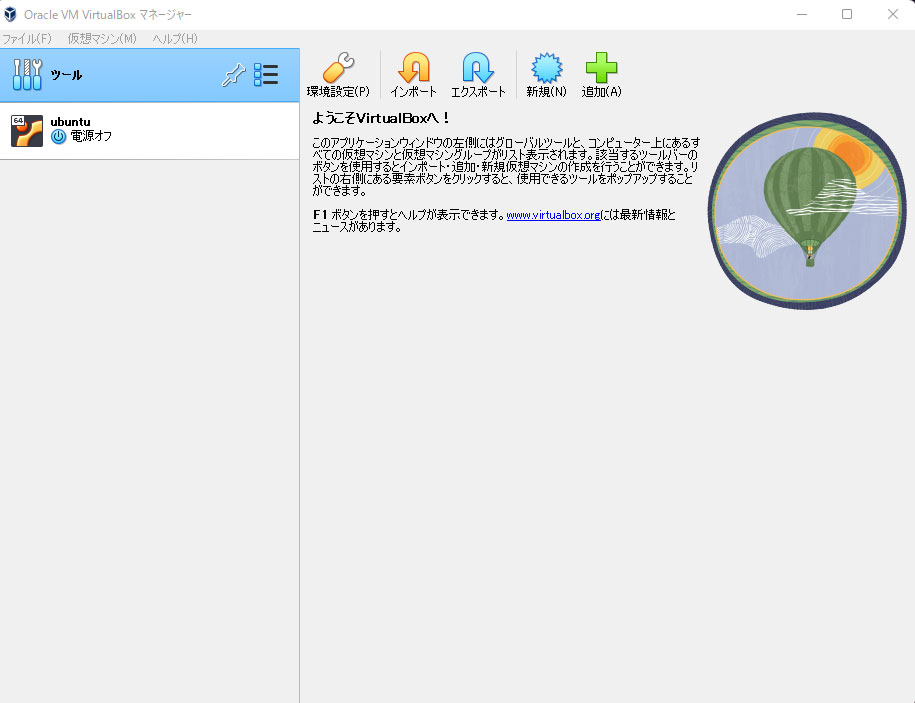 Oracle VM VirtualBox マネージャー
ファイル(F) 仮想マシン(M) ヘルプ(H)
ツール
環境設定(P) インポート エクスポート 新規(N) 追加(A)
64
ubuntu
電源オフ
ようこそVirtualBoxへ！
このアプリケーションウィンドウの左側にはグローバルツールと、コンピューター上にあるす
べての仮想マシンと仮想マシングループがリスト表示されます。該当するツールバーの
ボタンを使用するとインポート・追加・新規仮想マシンの作成を行うことができます。リ
ストの右側にある要素ボタンをクリックすると、使用できるツールをポップアップすること
ができます。
F1 ボタンを押すとヘルプが表示できます。www.virtualbox.orgには最新情報と
ニュースがあります。